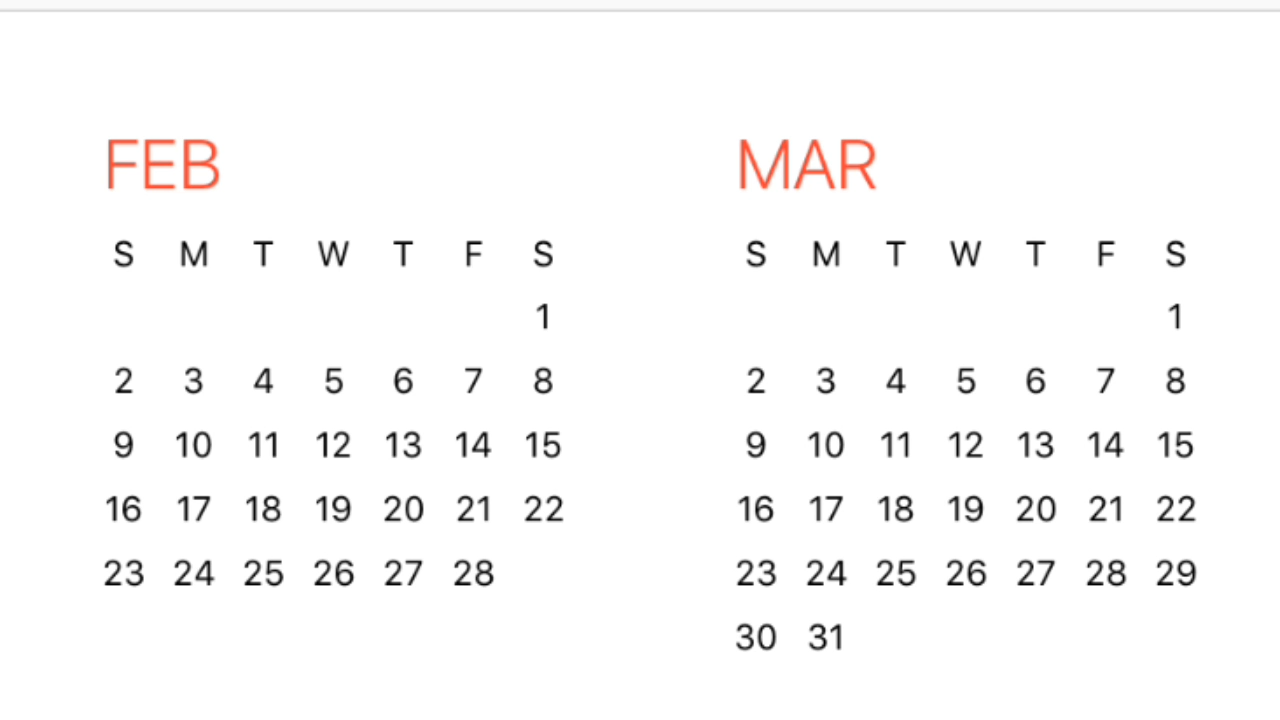 FEB
S M T W T F S
1
2 3 4 5 6 7 8
9 10 11 12 13 14 15
16 17 18 19 20 21 22
23 24 25 26 27 28
MAR
S M T W T F S
1
2 3 4 5 6 7 8
9 10 11 12 13 14 15
16 17 18 19 20 21 22
23 24 25 26 27 28 29
30 31